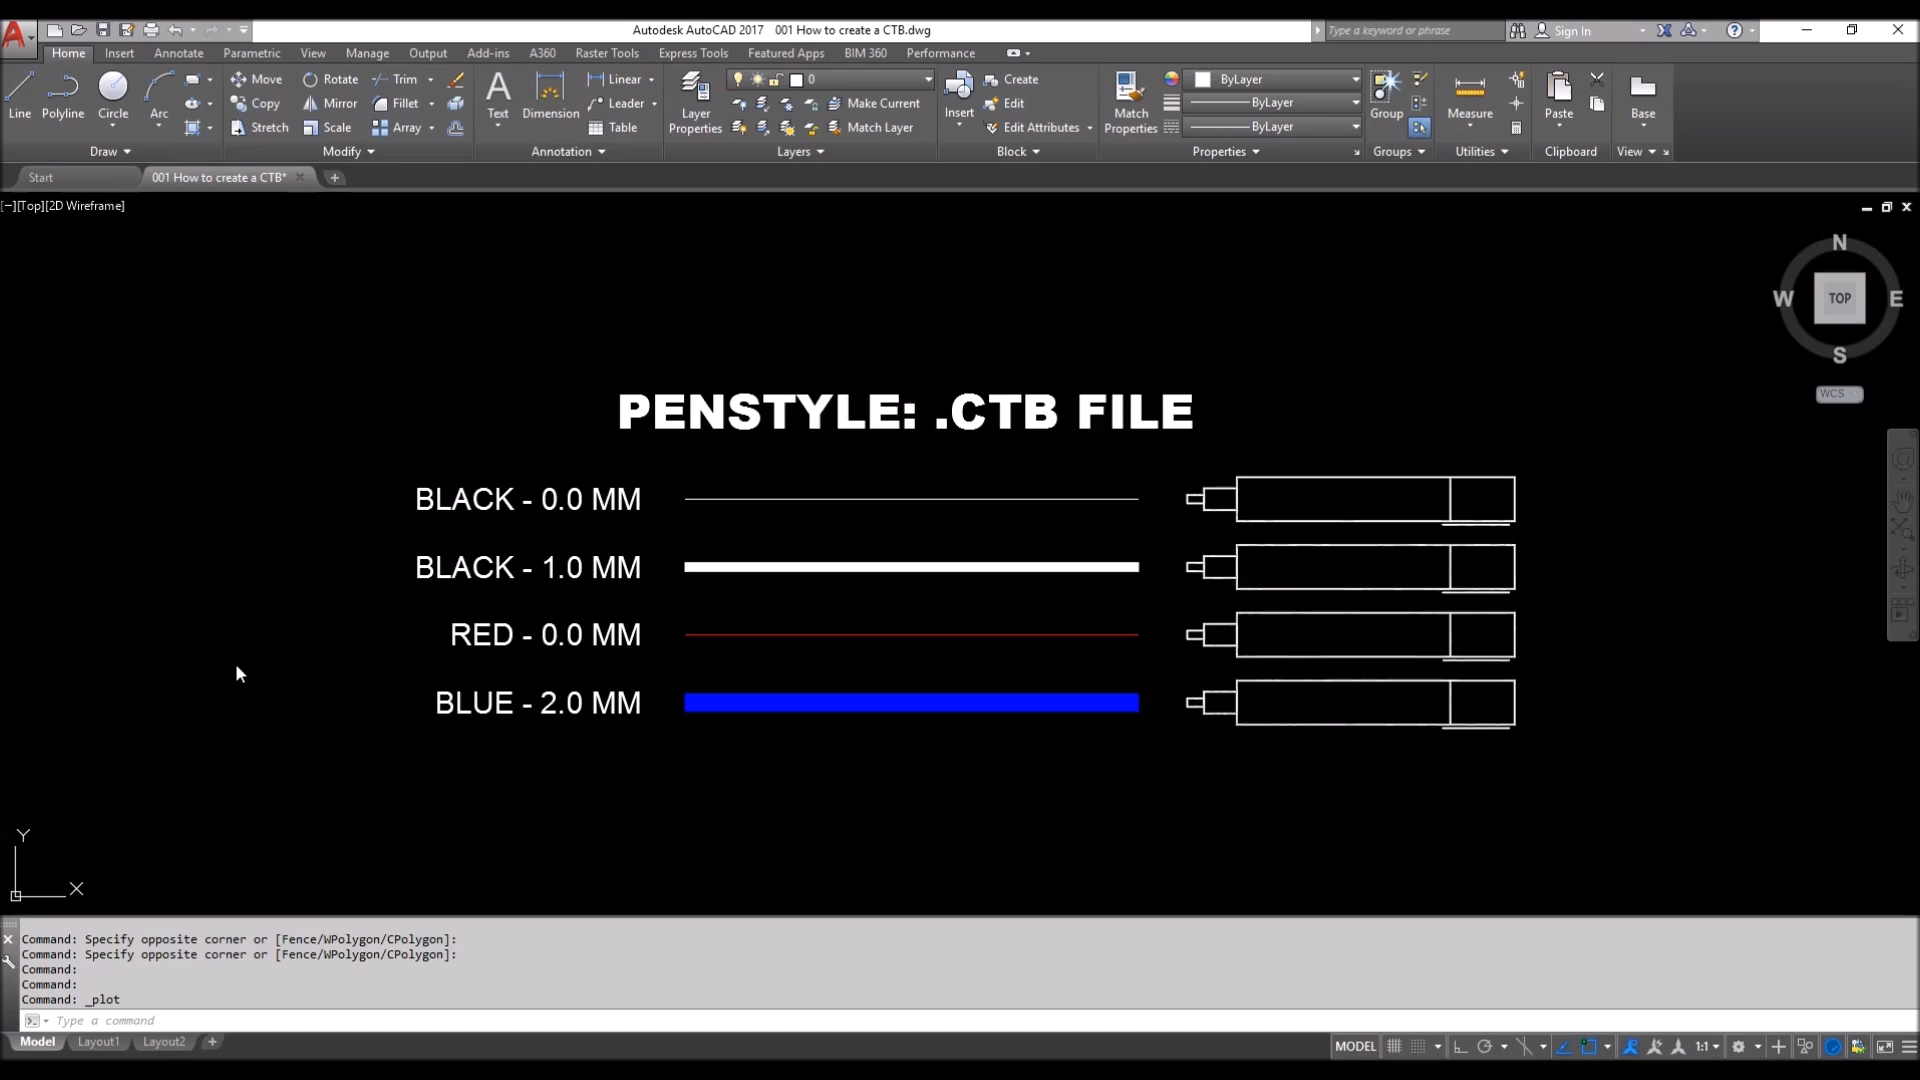 Autodesk AutoCAD 2017 001 How to create a CTB.dwg
Type a keyword or phrase
Sign In
Home Insert Annotate Parametric View Manage Output Add-ins A360 Raster Tools Express Tools Featured Apps BIM 360 Performance
Line Polyline Circle Arc
Draw
Move Rotate Trim
Copy Mirror Fillet
Stretch Scale Array
Modify
Text Dimension
Linear
Leader
Table
Annotation
Layer Properties
0
Make Current
Match Layer
Layers
Insert
Create
Edit
Edit Attributes
Block
Match Properties
ByLayer
ByLayer
ByLayer
Properties
Group
Groups
Measure
Utilities
Paste
Clipboard
Base
View
Start
001 How to create a CTB*
[−][Top][2D Wireframe]
N
W TOP E
S
WCS
PENSTYLE: .CTB FILE
BLACK - 0.0 MM
BLACK - 1.0 MM
RED - 0.0 MM
BLUE - 2.0 MM
Y
X
Command: Specify opposite corner or [Fence/WPolygon/CPolygon]:
Command: Specify opposite corner or [Fence/WPolygon/CPolygon]:
Command:
Command:
Command: _plot
Type a command
Model Layout1 Layout2
MODEL
1:1